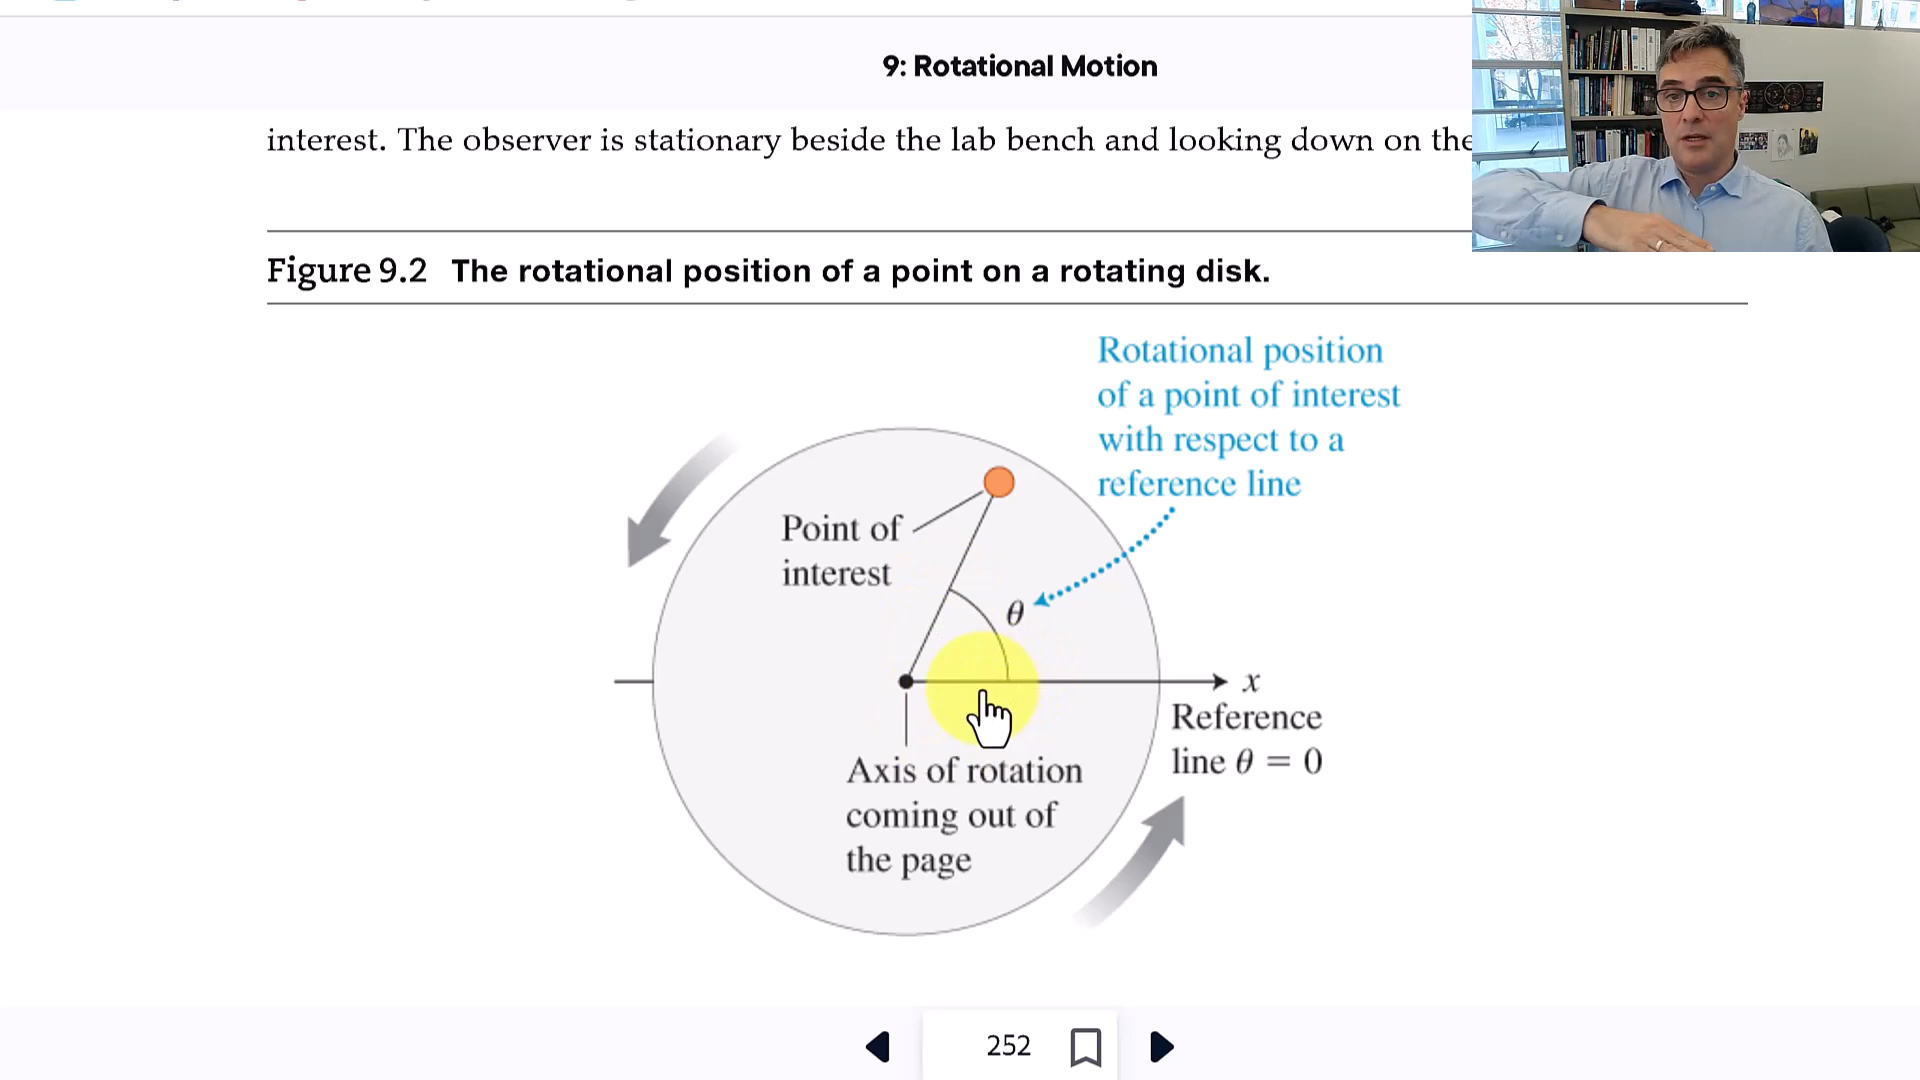 9: Rotational Motion
interest. The observer is stationary beside the lab bench and looking down on the
Figure 9.2 The rotational position of a point on a rotating disk.
Rotational position
of a point of interest
with respect to a
reference line
Point of
interest
θ
x
Reference
line θ = 0
Axis of rotation
coming out of
the page
252